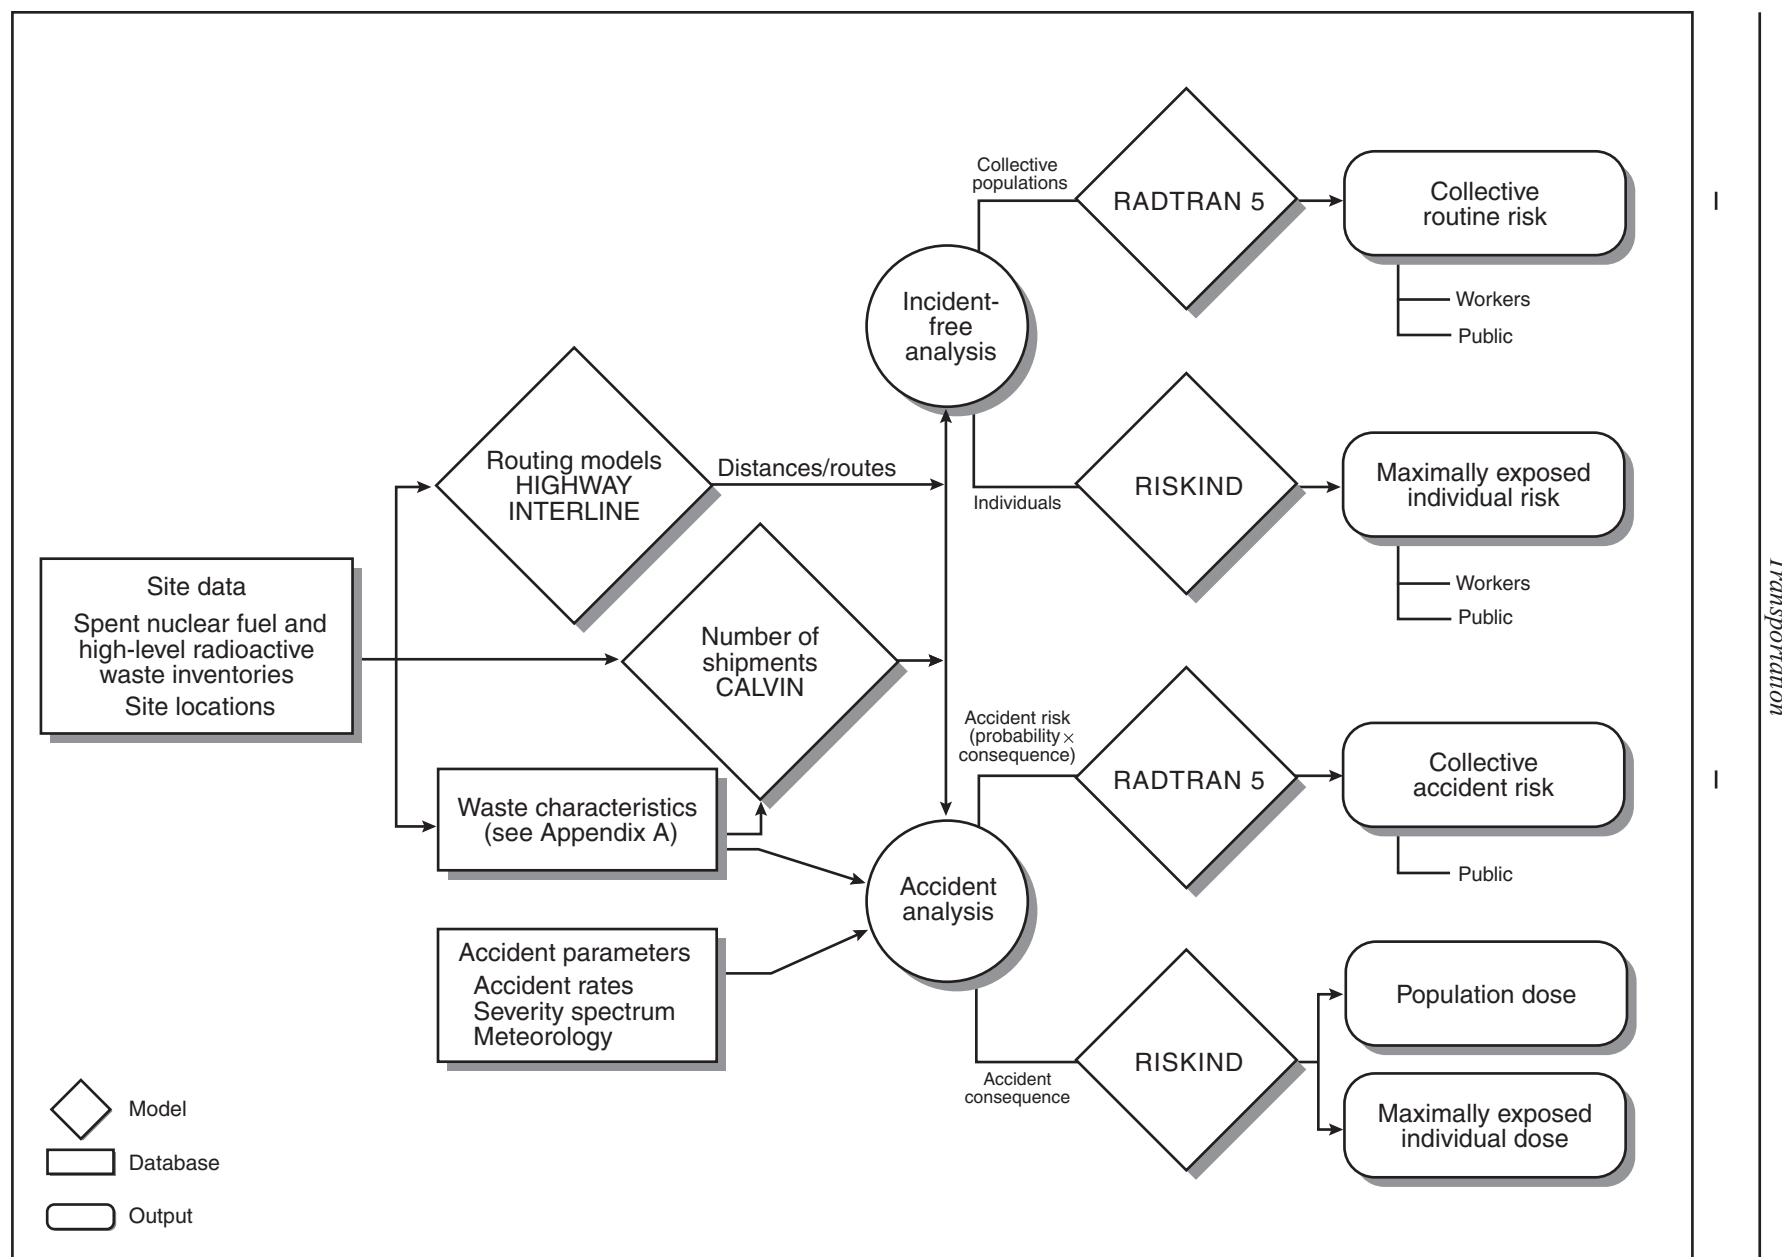 Collective
populations
RADTRAN 5
Collective
routine risk
Workers
Public
Incident-
free
analysis
Routing models
HIGHWAY
INTERLINE
Distances/routes
Individuals
RISKIND
Maximally exposed
individual risk
Workers
Public
Site data
Spent nuclear fuel and
high-level radioactive
waste inventories
Site locations
Number of
shipments
CALVIN
Accident risk
(probability ×
consequence)
RADTRAN 5
Collective
accident risk
Public
Waste characteristics
(see Appendix A)
Accident
analysis
Accident parameters
Accident rates
Severity spectrum
Meteorology
Accident
consequence
RISKIND
Population dose
Maximally exposed
individual dose
Model
Database
Output
Transportation